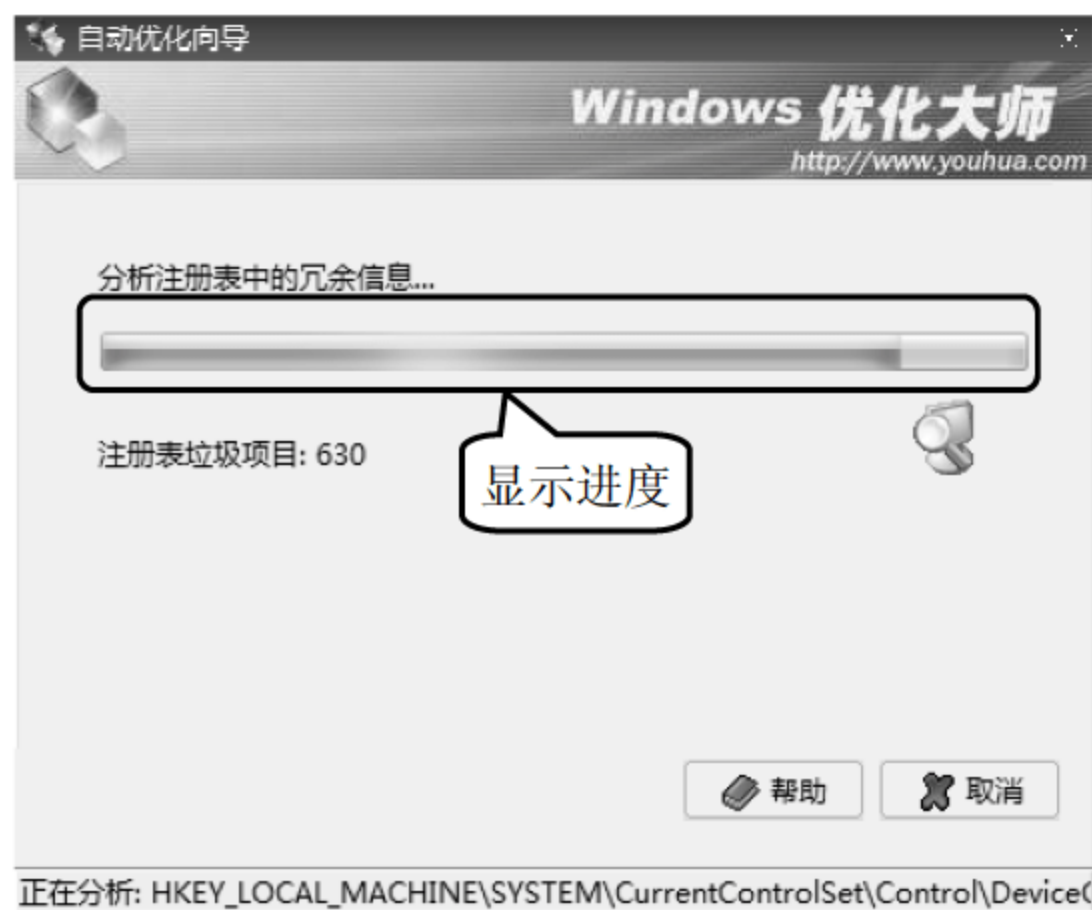 自动优化向导
Windows 优化大师
http://www.youhua.com
分析注册表中的冗余信息...
注册表垃圾项目: 630
显示进度
帮助
取消
正在分析: HKEY_LOCAL_MACHINE\SYSTEM\CurrentControlSet\Control\Device